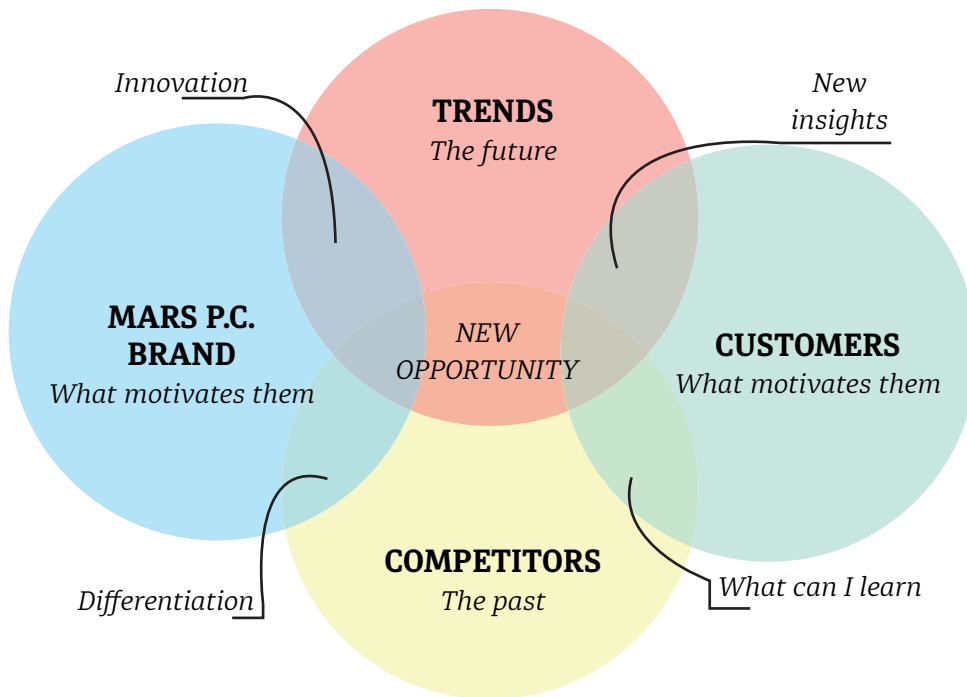 Innovation
New
insights
TRENDS
The future
MARS P.C.
BRAND
What motivates them
NEW
OPPORTUNITY
CUSTOMERS
What motivates them
COMPETITORS
The past
Differentiation
What can I learn